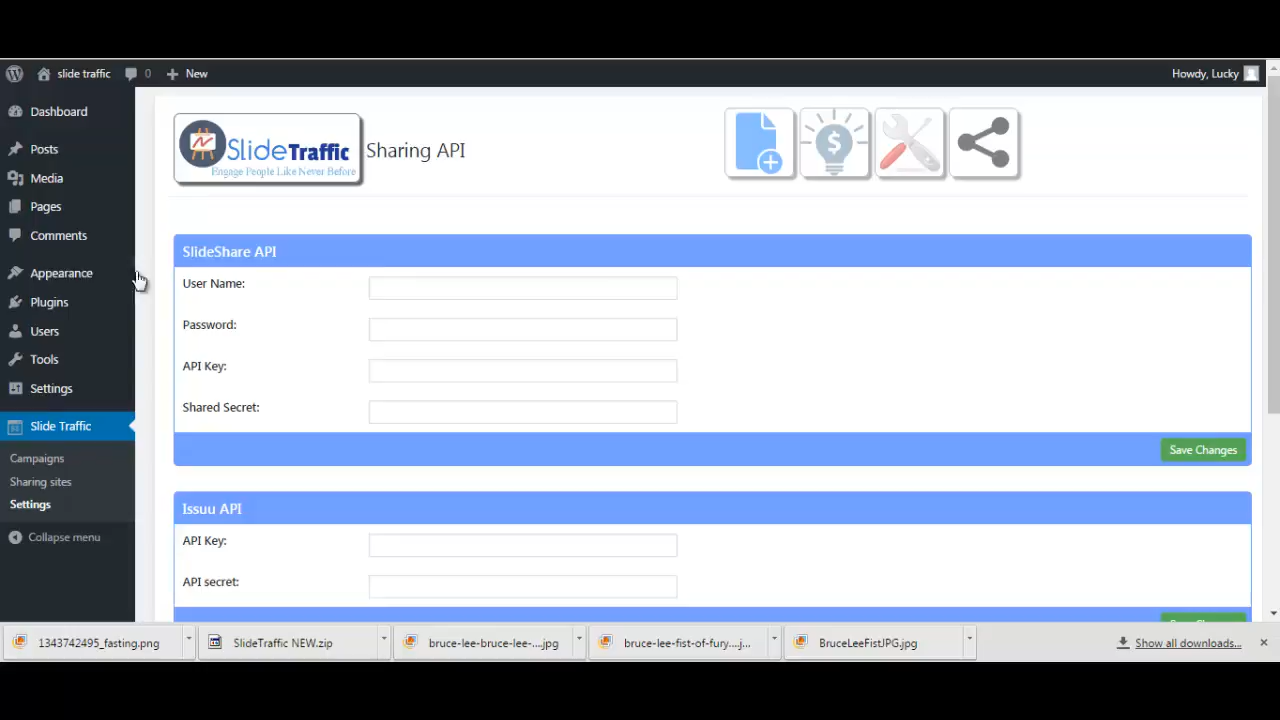 slide traffic 0 New Howdy, Lucky
Dashboard
Posts
Media
Pages
Comments
Appearance
Plugins
Users
Tools
Settings
Slide Traffic
Campaigns
Sharing sites
Settings
Collapse menu
SlideTraffic
Engage People Like Never Before
Sharing API
SlideShare API
User Name:
Password:
API Key:
Shared Secret:
Save Changes
Issuu API
API Key:
API secret:
1343742495_fasting.png SlideTraffic NEW.zip bruce-lee-bruce-lee-....jpg bruce-lee-fist-of-fury....j... BruceLeeFistJPG.jpg Show all downloads...